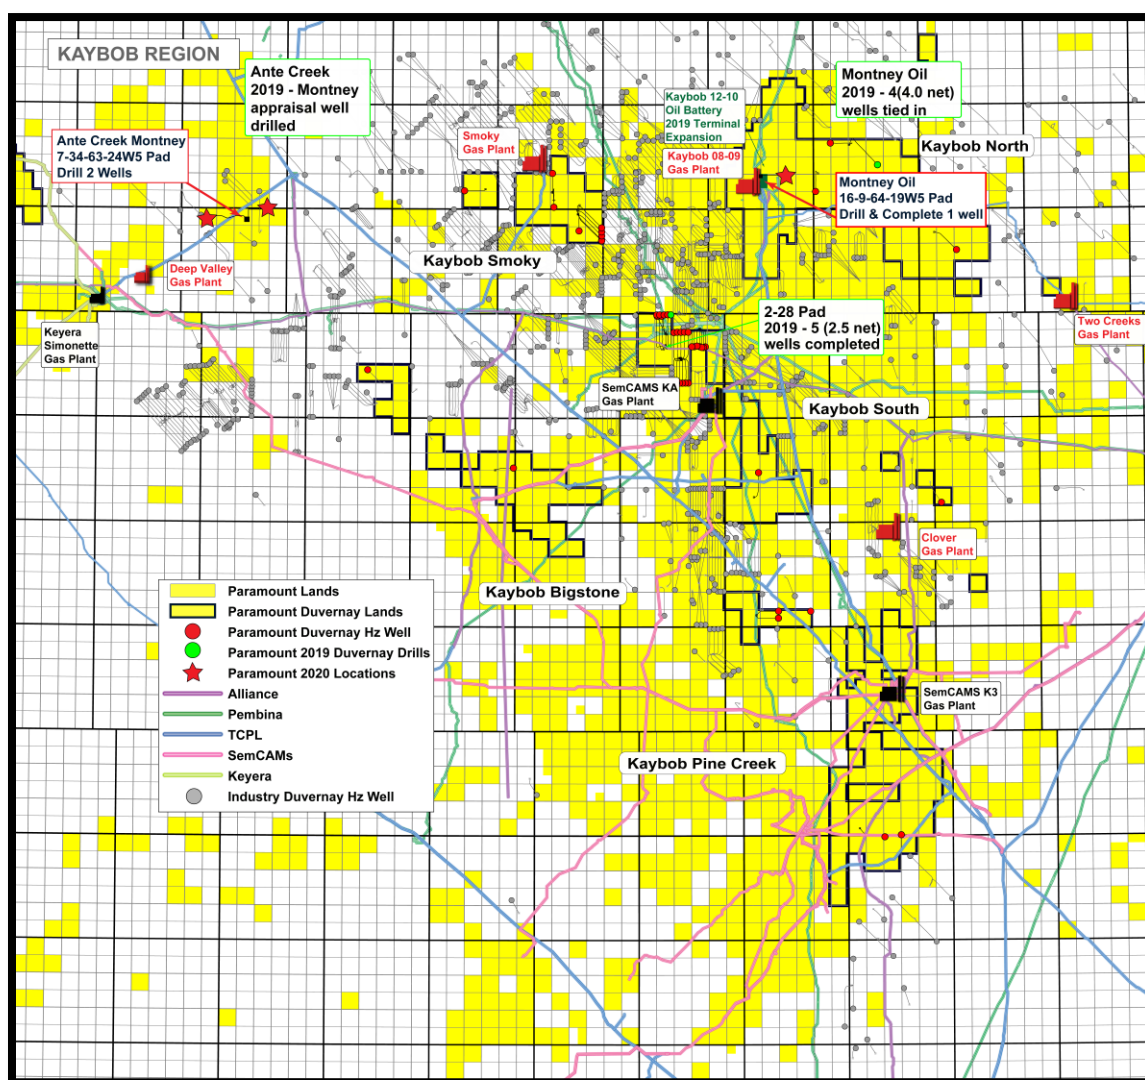 KAYBOB REGION
Ante Creek
2019 - Montney
appraisal well
drilled
Ante Creek Montney
7-34-63-24W5 Pad
Drill 2 Wells
Smoky
Gas Plant
Kaybob 12-10
Oil Battery
2019 Terminal
Expansion
Kaybob 08-09
Gas Plant
Montney Oil
2019 - 4(4.0 net)
wells tied in
Kaybob North
Montney Oil
16-9-64-19W5 Pad
Drill & Complete 1 well
Kaybob Smoky
Deep Valley
Gas Plant
Keyera
Simonette
Gas Plant
2-28 Pad
2019 - 5 (2.5 net)
wells completed
Two Creeks
Gas Plant
SemCAMS KA
Gas Plant
Kaybob South
Clover
Gas Plant
Kaybob Bigstone
Paramount Lands
Paramount Duvernay Lands
Paramount Duvernay Hz Well
Paramount 2019 Duvernay Drills
Paramount 2020 Locations
Alliance
Pembina
TCPL
SemCAMs
Keyera
Industry Duvernay Hz Well
SemCAMS K3
Gas Plant
Kaybob Pine Creek